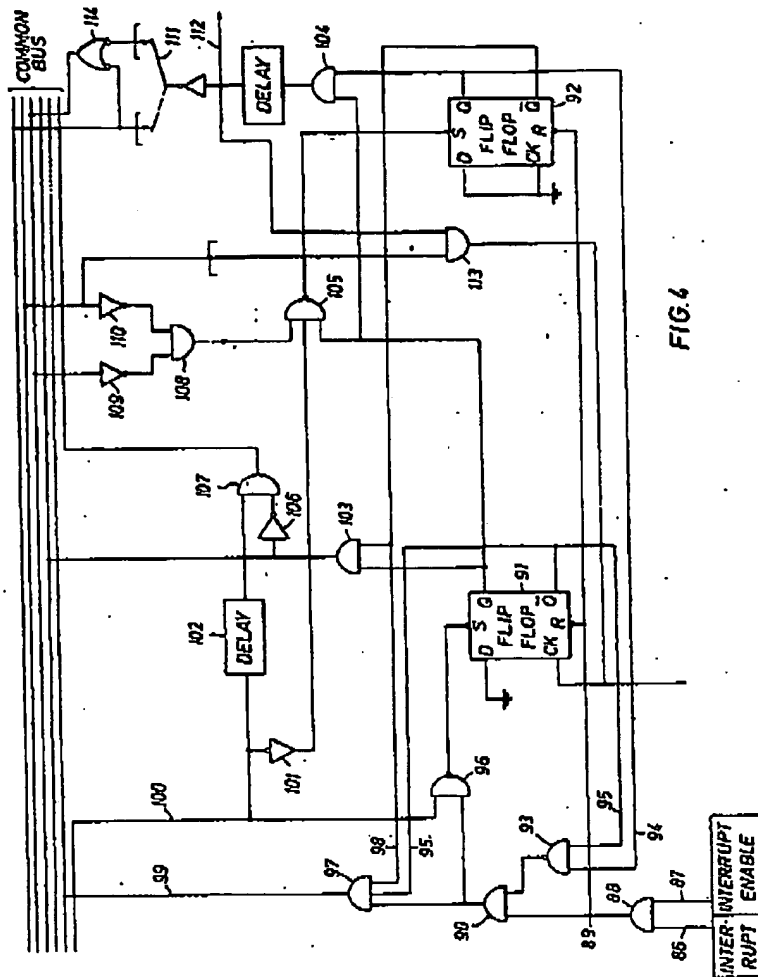 COMMON
BUS
114
111
112
104
DELAY
92
S
Q
D
FLIP
FLOP
CK
R
Q̄
110
109
108
105
113
FIG.4
107
106
103
102
DELAY
101
91
S
Q
D
FLIP
FLOP
CK
R
Q̄
100
99
98
95
97
96
93
90
88
89
95
94
86
87
INTER-
RUPT
INTERRUPT
ENABLE